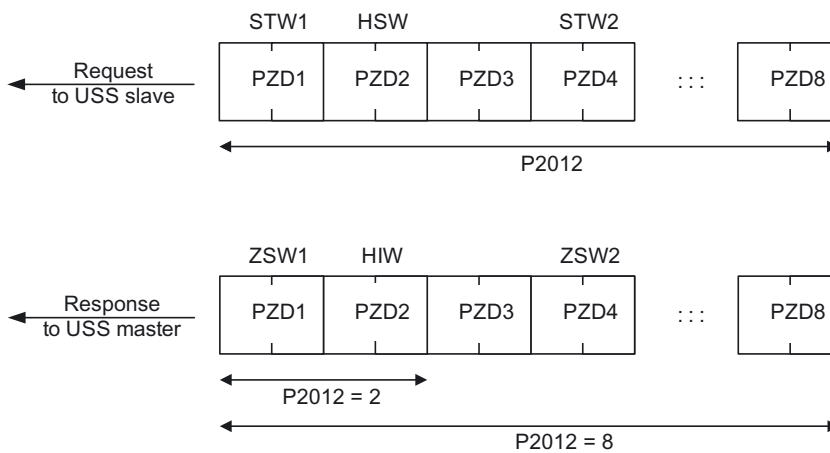 STW1 HSW STW2
Request
to USS slave
PZD1 PZD2 PZD3 PZD4 : : : PZD8
P2012
ZSW1 HIW ZSW2
Response
to USS master
PZD1 PZD2 PZD3 PZD4 : : : PZD8
P2012 = 2
P2012 = 8